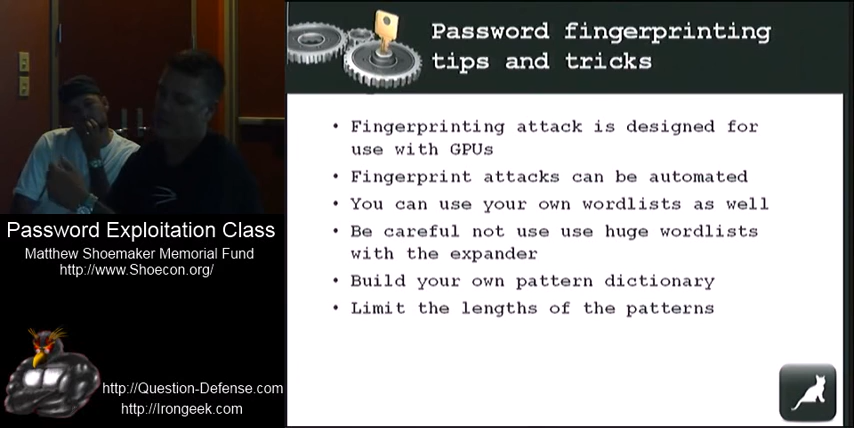 Password fingerprinting
tips and tricks
• Fingerprinting attack is designed for
use with GPUs
• Fingerprint attacks can be automated
• You can use your own wordlists as well
• Be careful not use use huge wordlists
with the expander
• Build your own pattern dictionary
• Limit the lengths of the patterns
Password Exploitation Class
Matthew Shoemaker Memorial Fund
http://www.Shoecon.org/
http://Question-Defense.com
http://Irongeek.com